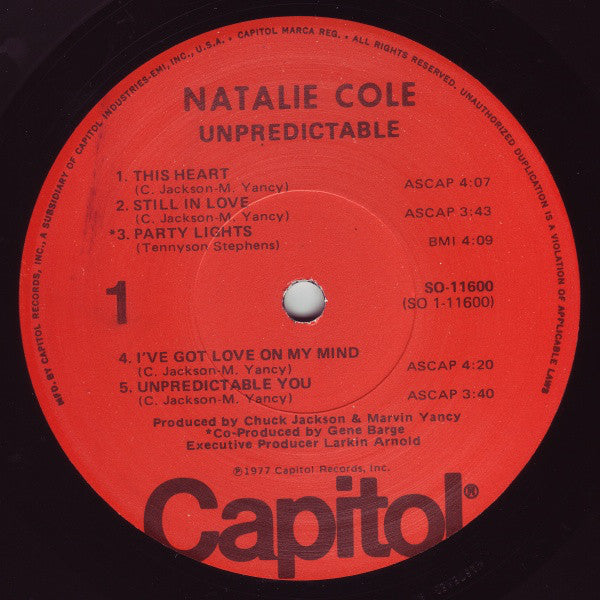 MFD. BY CAPITOL RECORDS, INC., A SUBSIDIARY OF CAPITOL INDUSTRIES-EMI, INC., U.S.A. • CAPITOL MARCA REG. • ALL RIGHTS RESERVED. UNAUTHORIZED DUPLICATION IS A VIOLATION OF APPLICABLE LAWS
NATALIE COLE
UNPREDICTABLE
1. THIS HEART
(C. Jackson-M. Yancy) ASCAP 4:07
2. STILL IN LOVE
(C. Jackson-M. Yancy) ASCAP 3:43
*3. PARTY LIGHTS
(Tennyson Stephens) BMI 4:09
1
SO-11600
(SO 1-11600)
4. I'VE GOT LOVE ON MY MIND
(C. Jackson-M. Yancy) ASCAP 4:20
5. UNPREDICTABLE YOU
(C. Jackson-M. Yancy) ASCAP 3:40
Produced by Chuck Jackson & Marvin Yancy
*Co-Produced by Gene Barge
Executive Producer Larkin Arnold
℗1977 Capitol Records, Inc.
Capitol®